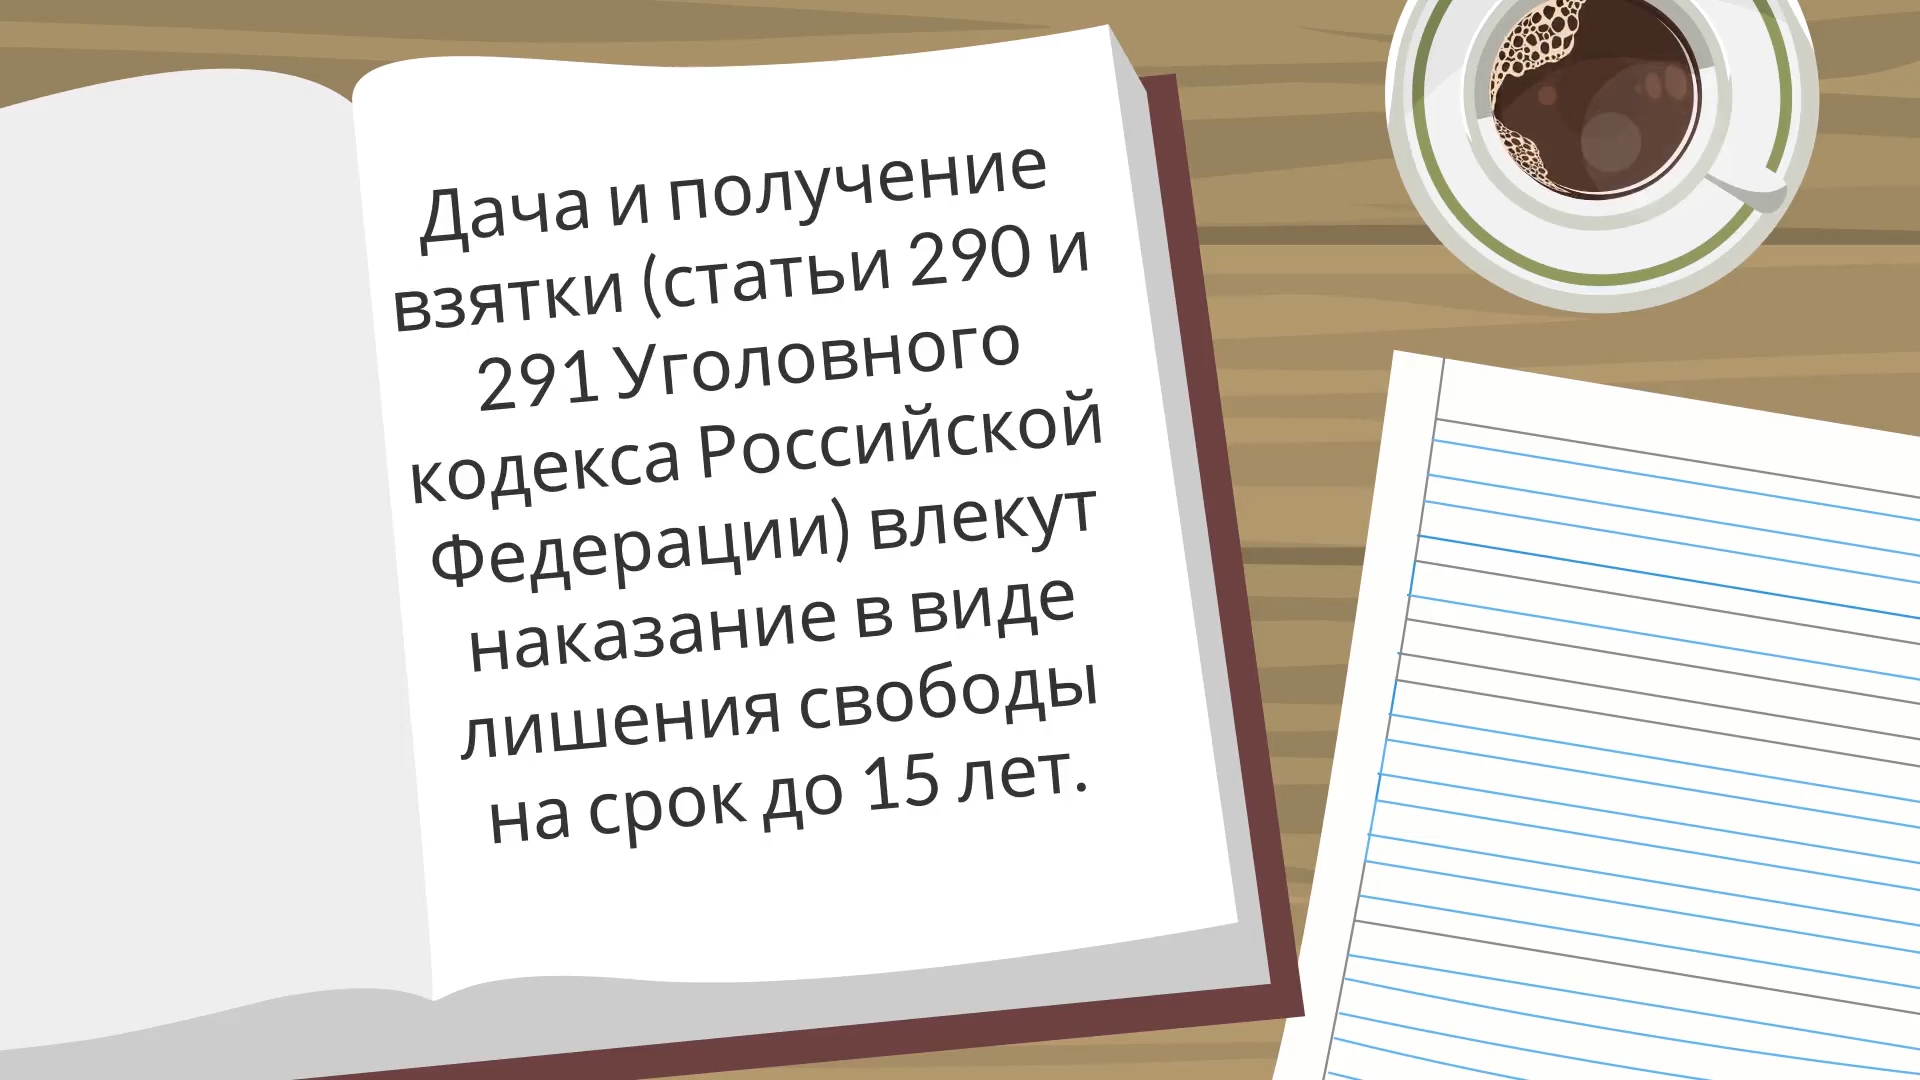 Дача и получение
взятки (статьи 290 и
291 Уголовного
кодекса Российской
Федерации) влекут
наказание в виде
лишения свободы
на срок до 15 лет.